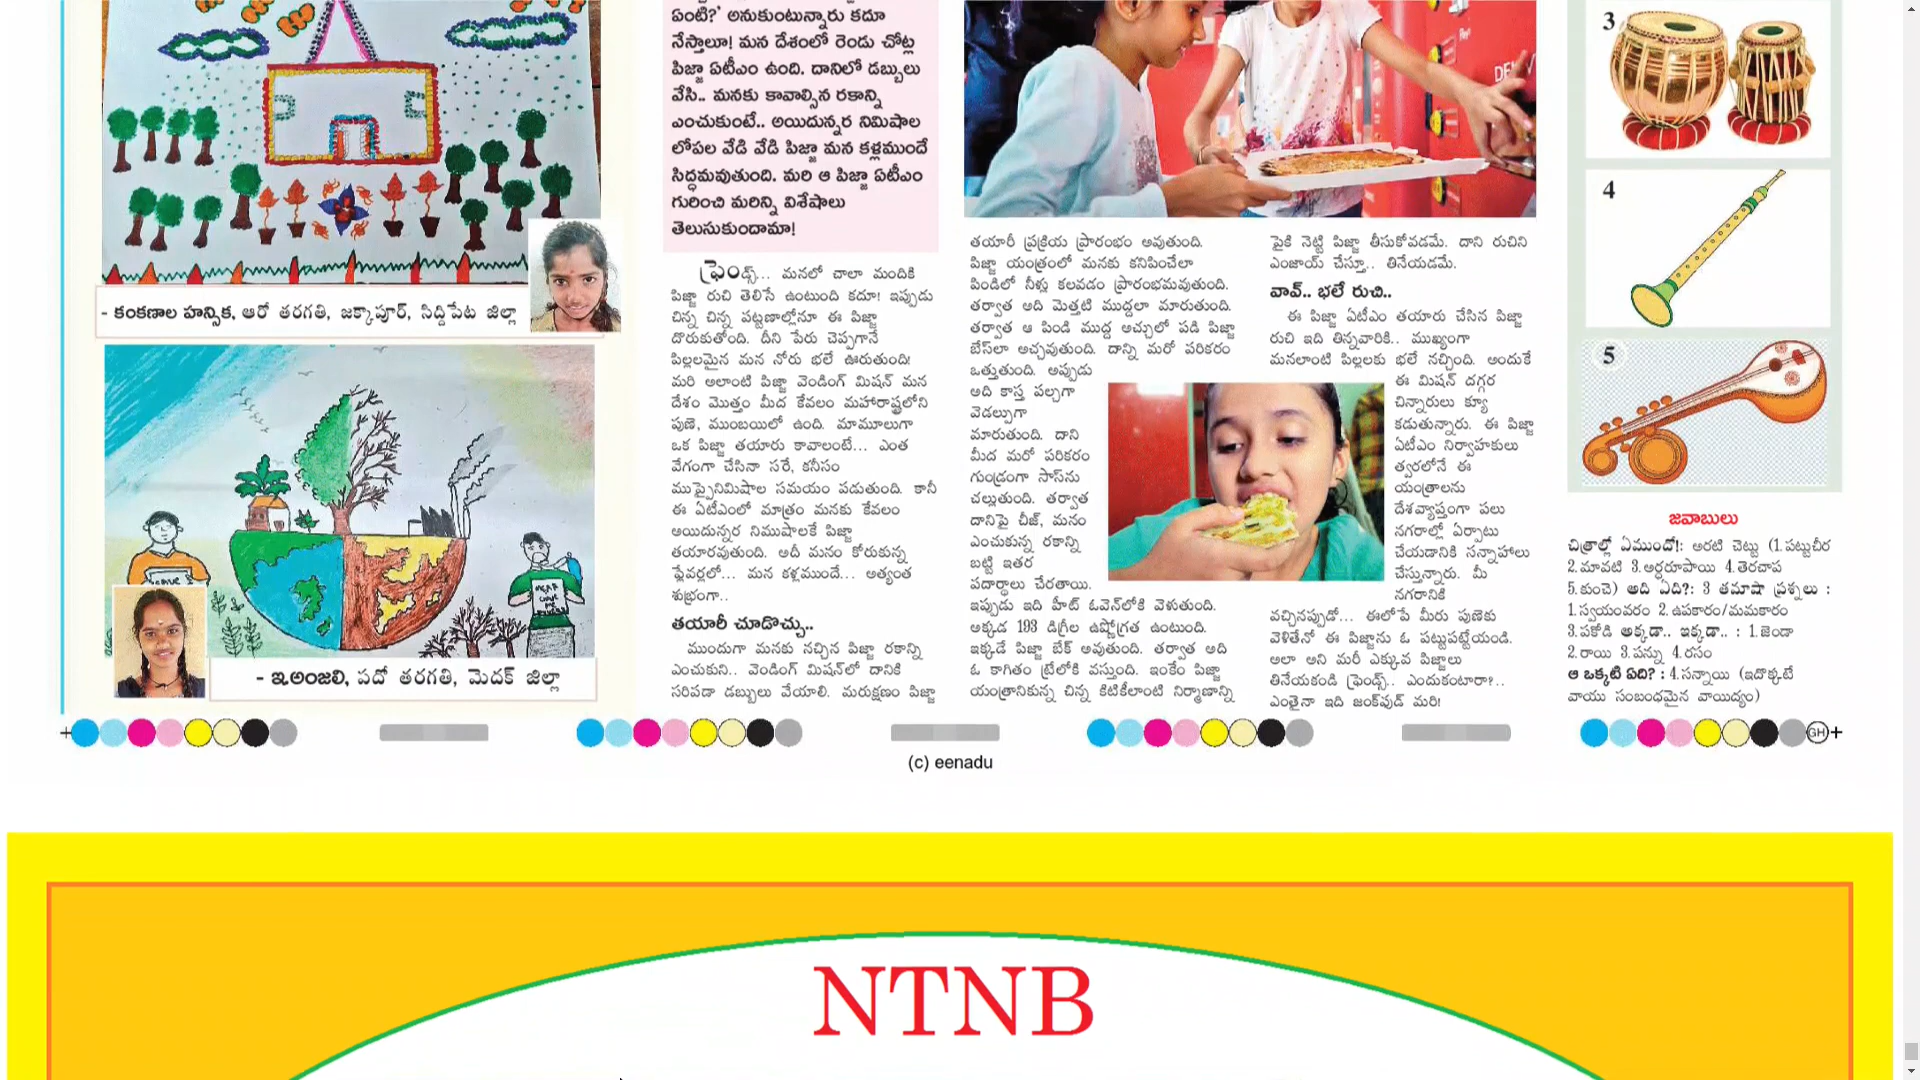 - కంకణాల హన్సిక, ఆరో తరగతి, జక్కాపూర్, సిద్దిపేట జిల్లా
- ఇ.అంజలి, పదో తరగతి, మెదక్ జిల్లా
ఏంటి?' అనుకుంటున్నారు కదూ
నేస్తాలూ! మన దేశంలో రెండు చోట్ల
పిజ్జా ఏటీఎం ఉంది. దానిలో డబ్బులు
వేసి.. మనకు కావాల్సిన రకాన్ని
ఎంచుకుంటే.. అయిదున్నర నిమిషాల
లోపల వేడి వేడి పిజ్జా మన కళ్లముందే
సిద్ధమవుతుంది. మరి ఆ పిజ్జా ఏటీఎం
గురించి మరిన్ని విశేషాలు
తెలుసుకుందామా!
ఫ్రెండ్స్... మనలో చాలా మందికి
పిజ్జా రుచి తెలిసే ఉంటుంది కదూ! ఇప్పుడు
చిన్న చిన్న పట్టణాల్లోనూ ఈ పిజ్జా
దొరుకుతోంది. దీని పేరు చెప్పగానే
పిల్లలమైన మన నోరు భలే ఊరుతుంది!
మరి అలాంటి పిజ్జా వెండింగ్ మిషన్ మన
దేశం మొత్తం మీద కేవలం మహారాష్ట్రలోని
పుణె, ముంబయిలో ఉంది. మామూలుగా
ఒక పిజ్జా తయారు కావాలంటే... ఎంత
వేగంగా చేసినా సరే, కనీసం
ముప్పైనిమిషాల సమయం పడుతుంది. కానీ
ఈ ఏటీఎంలో మాత్రం మనకు కేవలం
అయిదున్నర నిముషాలకే పిజ్జా
తయారవుతుంది. అదీ మనం కోరుకున్న
ఫ్లేవర్లలో... మన కళ్లముందే... అత్యంత
శుభ్రంగా..
తయారీ చూడొచ్చు..
ముందుగా మనకు నచ్చిన పిజ్జా రకాన్ని
ఎంచుకుని.. వెండింగ్ మిషన్‌లో దానికి
సరిపడా డబ్బులు వేయాలి. మరుక్షణం పిజ్జా
తయారీ ప్రక్రియ ప్రారంభం అవుతుంది.
పిజ్జా యంత్రంలో మనకు కనిపించేలా
పిండిలో నీళ్లు కలవడం ప్రారంభమవుతుంది.
తర్వాత అది మెత్తటి ముద్దలా మారుతుంది.
తర్వాత ఆ పిండి ముద్ద అచ్చులో పడి పిజ్జా
బేస్‌లా అచ్చవుతుంది. దాన్ని మరో పరికరం
ఒత్తుతుంది. అప్పుడు
అది కాస్త పల్చగా
వెడల్పుగా
మారుతుంది. దాని
మీద మరో పరికరం
గుండ్రంగా సాస్‌ను
చల్లుతుంది. తర్వాత
దానిపై చీజ్, మనం
ఎంచుకున్న రకాన్ని
బట్టి ఇతర
పదార్థాలు చేరతాయి.
ఇప్పుడు ఇది హీట్ ఓవెన్‌లోకి వెళుతుంది.
అక్కడ 193 డిగ్రీల ఉష్ణోగ్రత ఉంటుంది.
ఇక్కడే పిజ్జా బేక్ అవుతుంది. తర్వాత అది
ఓ కాగితం ట్రేలోకి వస్తుంది. ఇంకేం పిజ్జా
యంత్రానికున్న చిన్న కిటికీలాంటి నిర్మాణాన్ని
పైకి నెట్టి పిజ్జా తీసుకోవడమే. దాని రుచిని
ఎంజాయ్ చేస్తూ.. తినేయడమే.
వావ్.. భలే రుచి..
ఈ పిజ్జా ఏటీఎం తయారు చేసిన పిజ్జా
రుచి ఇది తిన్నవారికి.. ముఖ్యంగా
మనలాంటి పిల్లలకు భలే నచ్చింది. అందుకే
ఈ మిషన్ దగ్గర
చిన్నారులు క్యూ
కడుతున్నారు. ఈ పిజ్జా
ఏటీఎం నిర్వాహకులు
త్వరలోనే ఈ
యంత్రాలను
దేశవ్యాప్తంగా పలు
నగరాల్లో ఏర్పాటు
చేయడానికి సన్నాహాలు
చేస్తున్నారు. మీ
నగరానికి
వచ్చినప్పుడో... ఈలోపే మీరు పుణెకు
వెళితేనో ఈ పిజ్జాను ఓ పట్టుపట్టేయండి.
అలా అని మరీ ఎక్కువ పిజ్జాలు
తినేయకండి ఫ్రెండ్స్.. ఎందుకంటారా?..
ఎంతైనా ఇది జంక్‌ఫుడ్ మరి!
3
4
5
జవాబులు
చిత్రాల్లో ఏముందో!: అరటి చెట్టు (1.పట్టుచీర
2.మావటి 3.అర్ధరూపాయి 4.తెరచాప
5.కుంచె) అది ఏది?: 3 తమాషా ప్రశ్నలు :
1.స్వయంవరం 2.ఉపకారం/మమకారం
3.పకోడి అక్కడా.. ఇక్కడా.. : 1.జెండా
2.రాయి 3.పన్ను 4.రసం
ఆ ఒక్కటి ఏది? : 4.సన్నాయి (ఇదొక్కటే
వాయు సంబంధమైన వాయిద్యం)
GH
(c) eenadu
NTNB